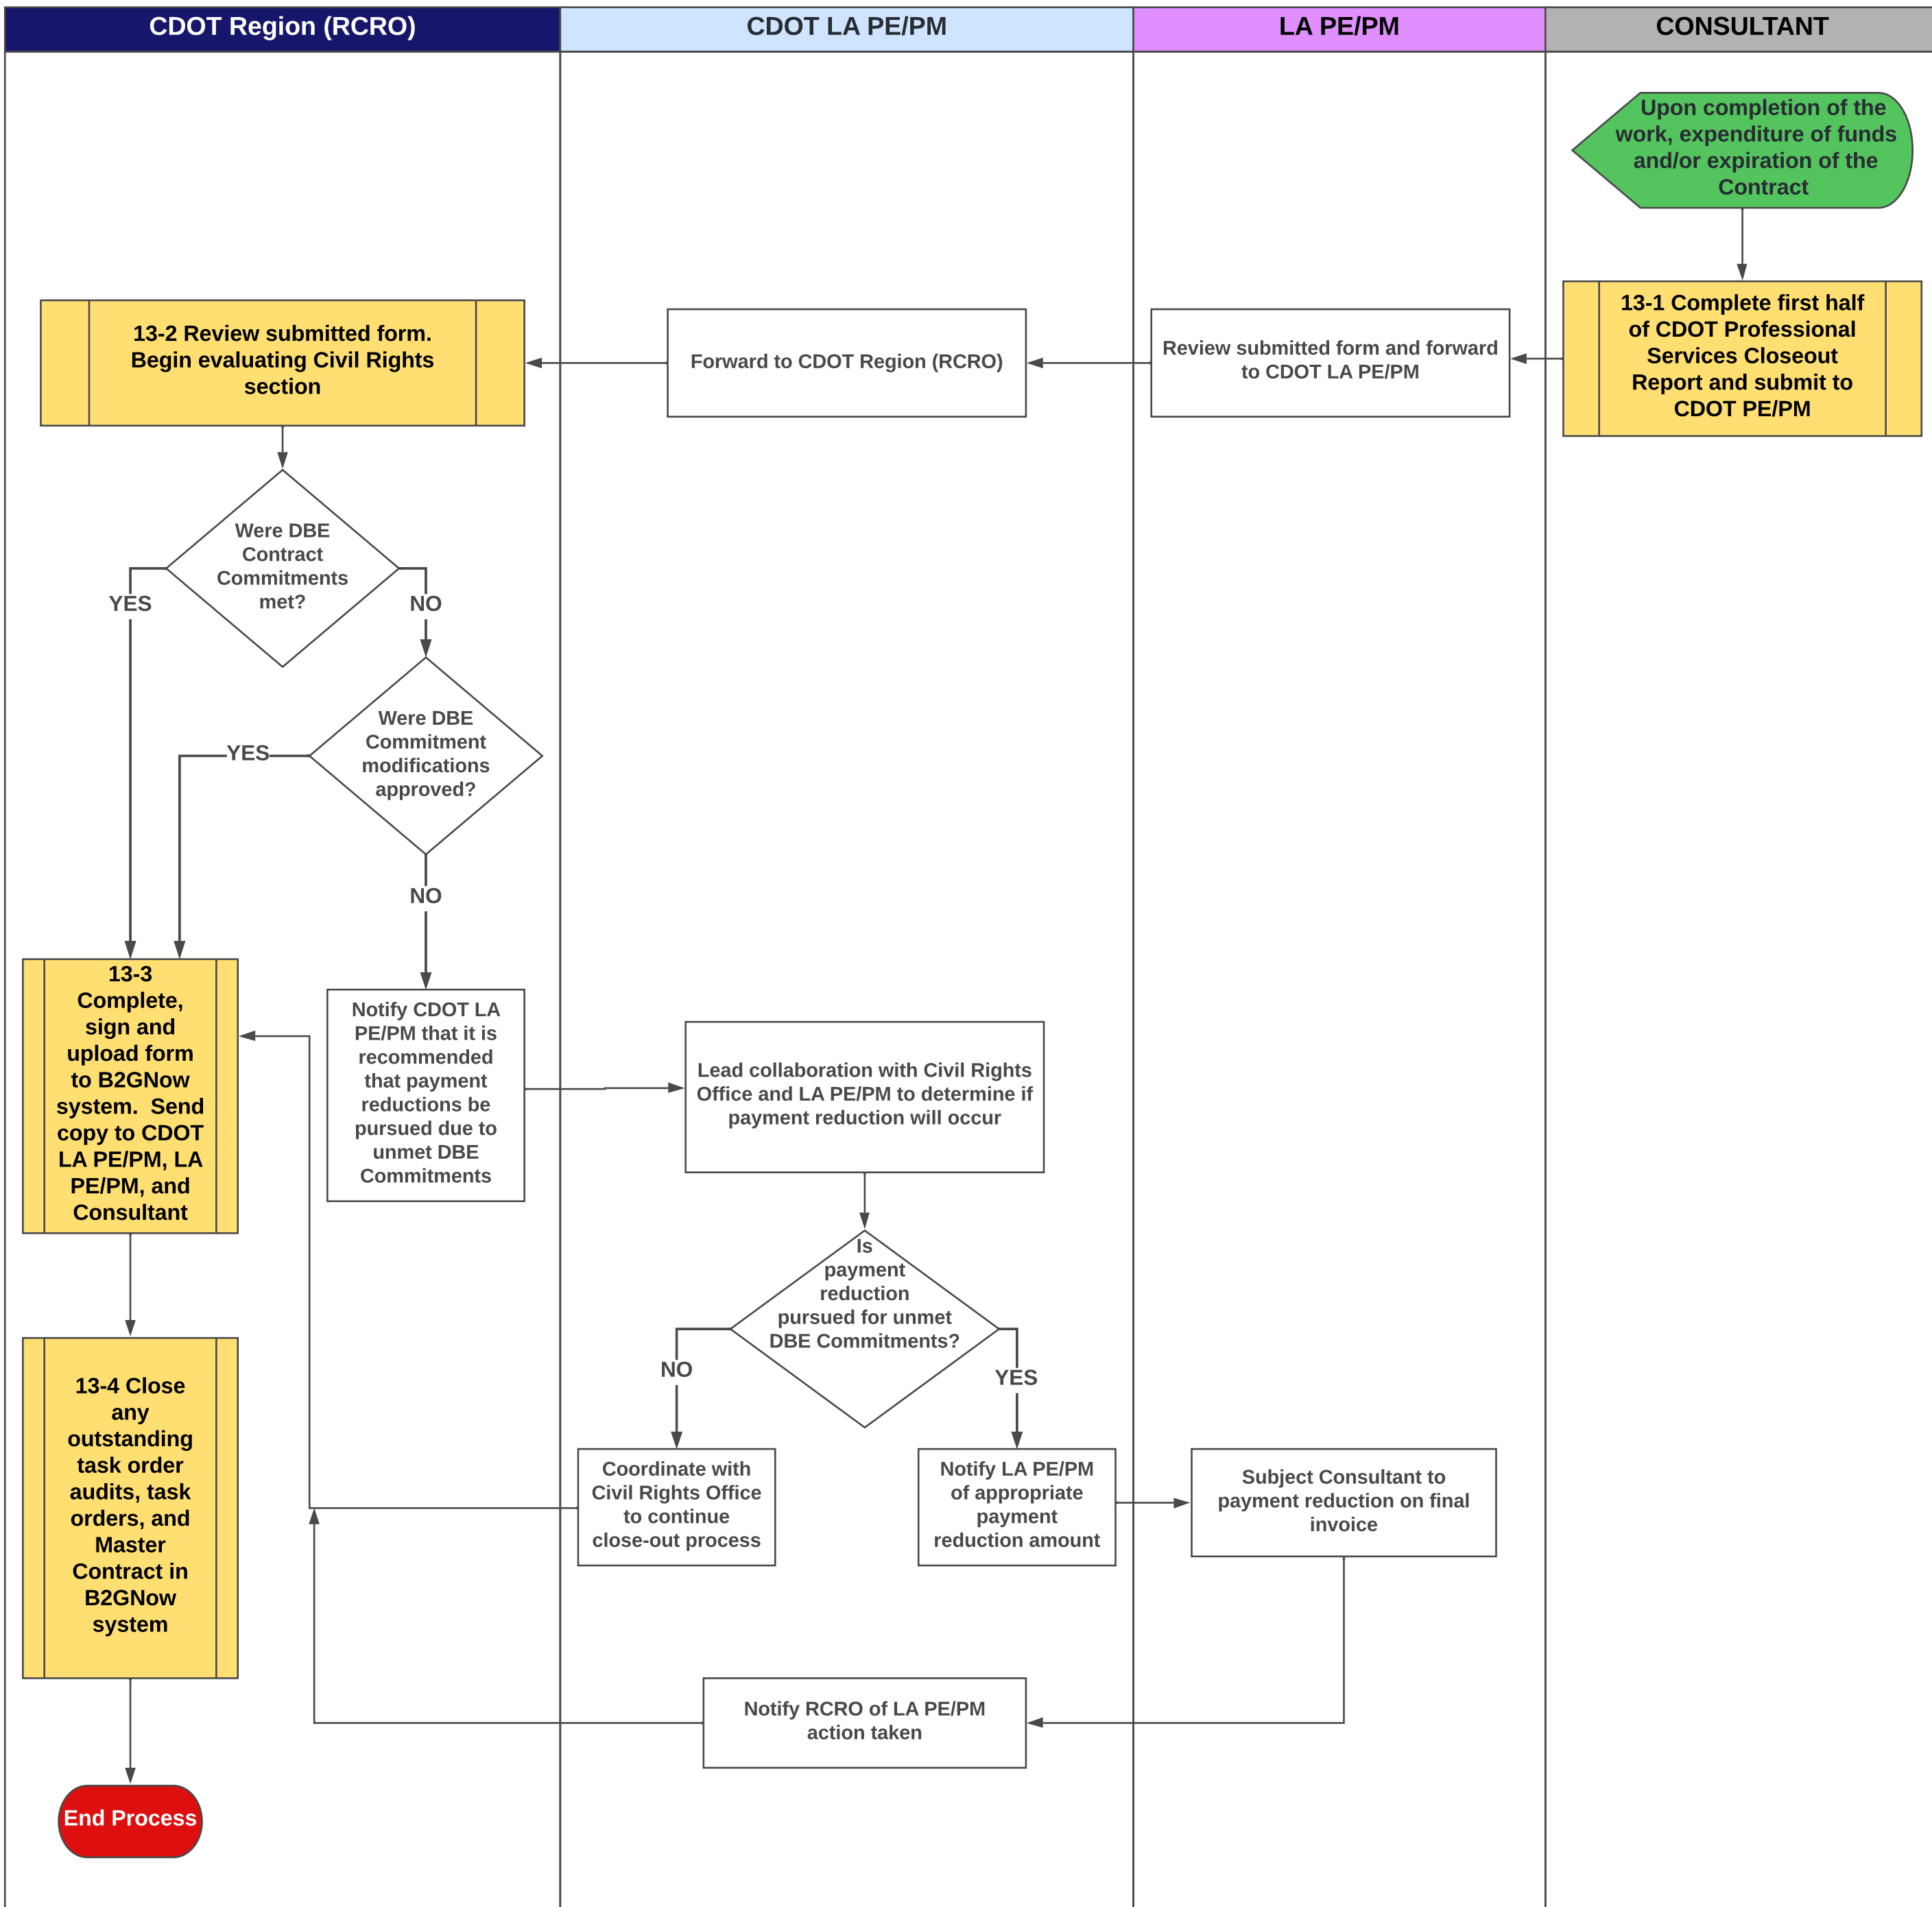 CDOT Region (RCRO)
CDOT LA PE/PM
LA PE/PM
CONSULTANT
Upon completion of the
work, expenditure of funds
and/or expiration of the
Contract
13-1 Complete first half
of CDOT Professional
Services Closeout
Report and submit to
CDOT PE/PM
Review submitted form and forward
to CDOT LA PE/PM
Forward to CDOT Region (RCRO)
13-2 Review submitted form.
Begin evaluating Civil Rights
section
Were DBE
Contract
Commitments
met?
YES
NO
Were DBE
Commitment
modifications
approved?
YES
NO
13-3
Complete,
sign and
upload form
to B2GNow
system.  Send
copy to CDOT
LA PE/PM, LA
PE/PM, and
Consultant
Notify CDOT LA
PE/PM that it is
recommended
that payment
reductions be
pursued due to
unmet DBE
Commitments
Lead collaboration with Civil Rights
Office and LA PE/PM to determine if
payment reduction will occur
Is
payment
reduction
pursued for unmet
DBE Commitments?
NO
YES
13-4 Close
any
outstanding
task order
audits, task
orders, and
Master
Contract in
B2GNow
system
Coordinate with
Civil Rights Office
to continue
close-out process
Notify LA PE/PM
of appropriate
payment
reduction amount
Subject Consultant to
payment reduction on final
invoice
Notify RCRO of LA PE/PM
action taken
End Process